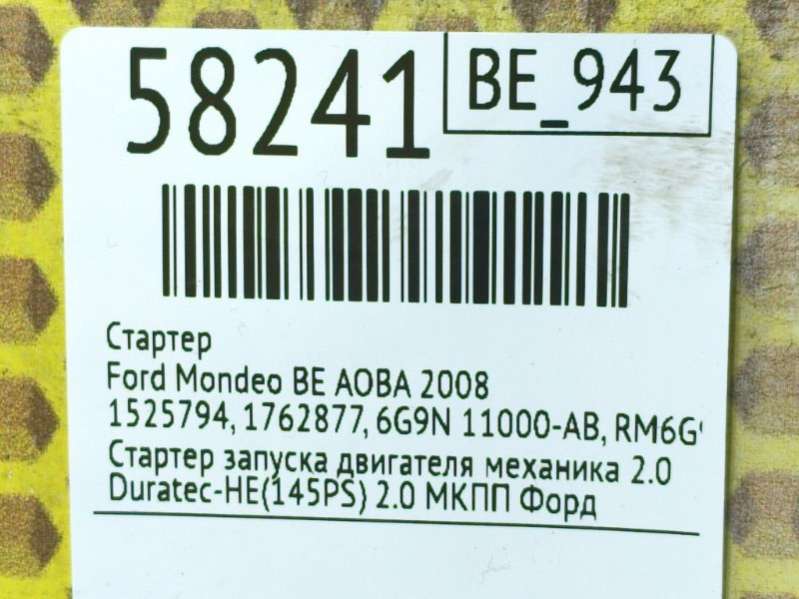 58241
BE_943
Стартер
Ford Mondeo BE AOBA 2008
1525794, 1762877, 6G9N 11000-AB, RM6G
Стартер запуска двигателя механика 2.0
Duratec-HE(145PS) 2.0 МКПП Форд